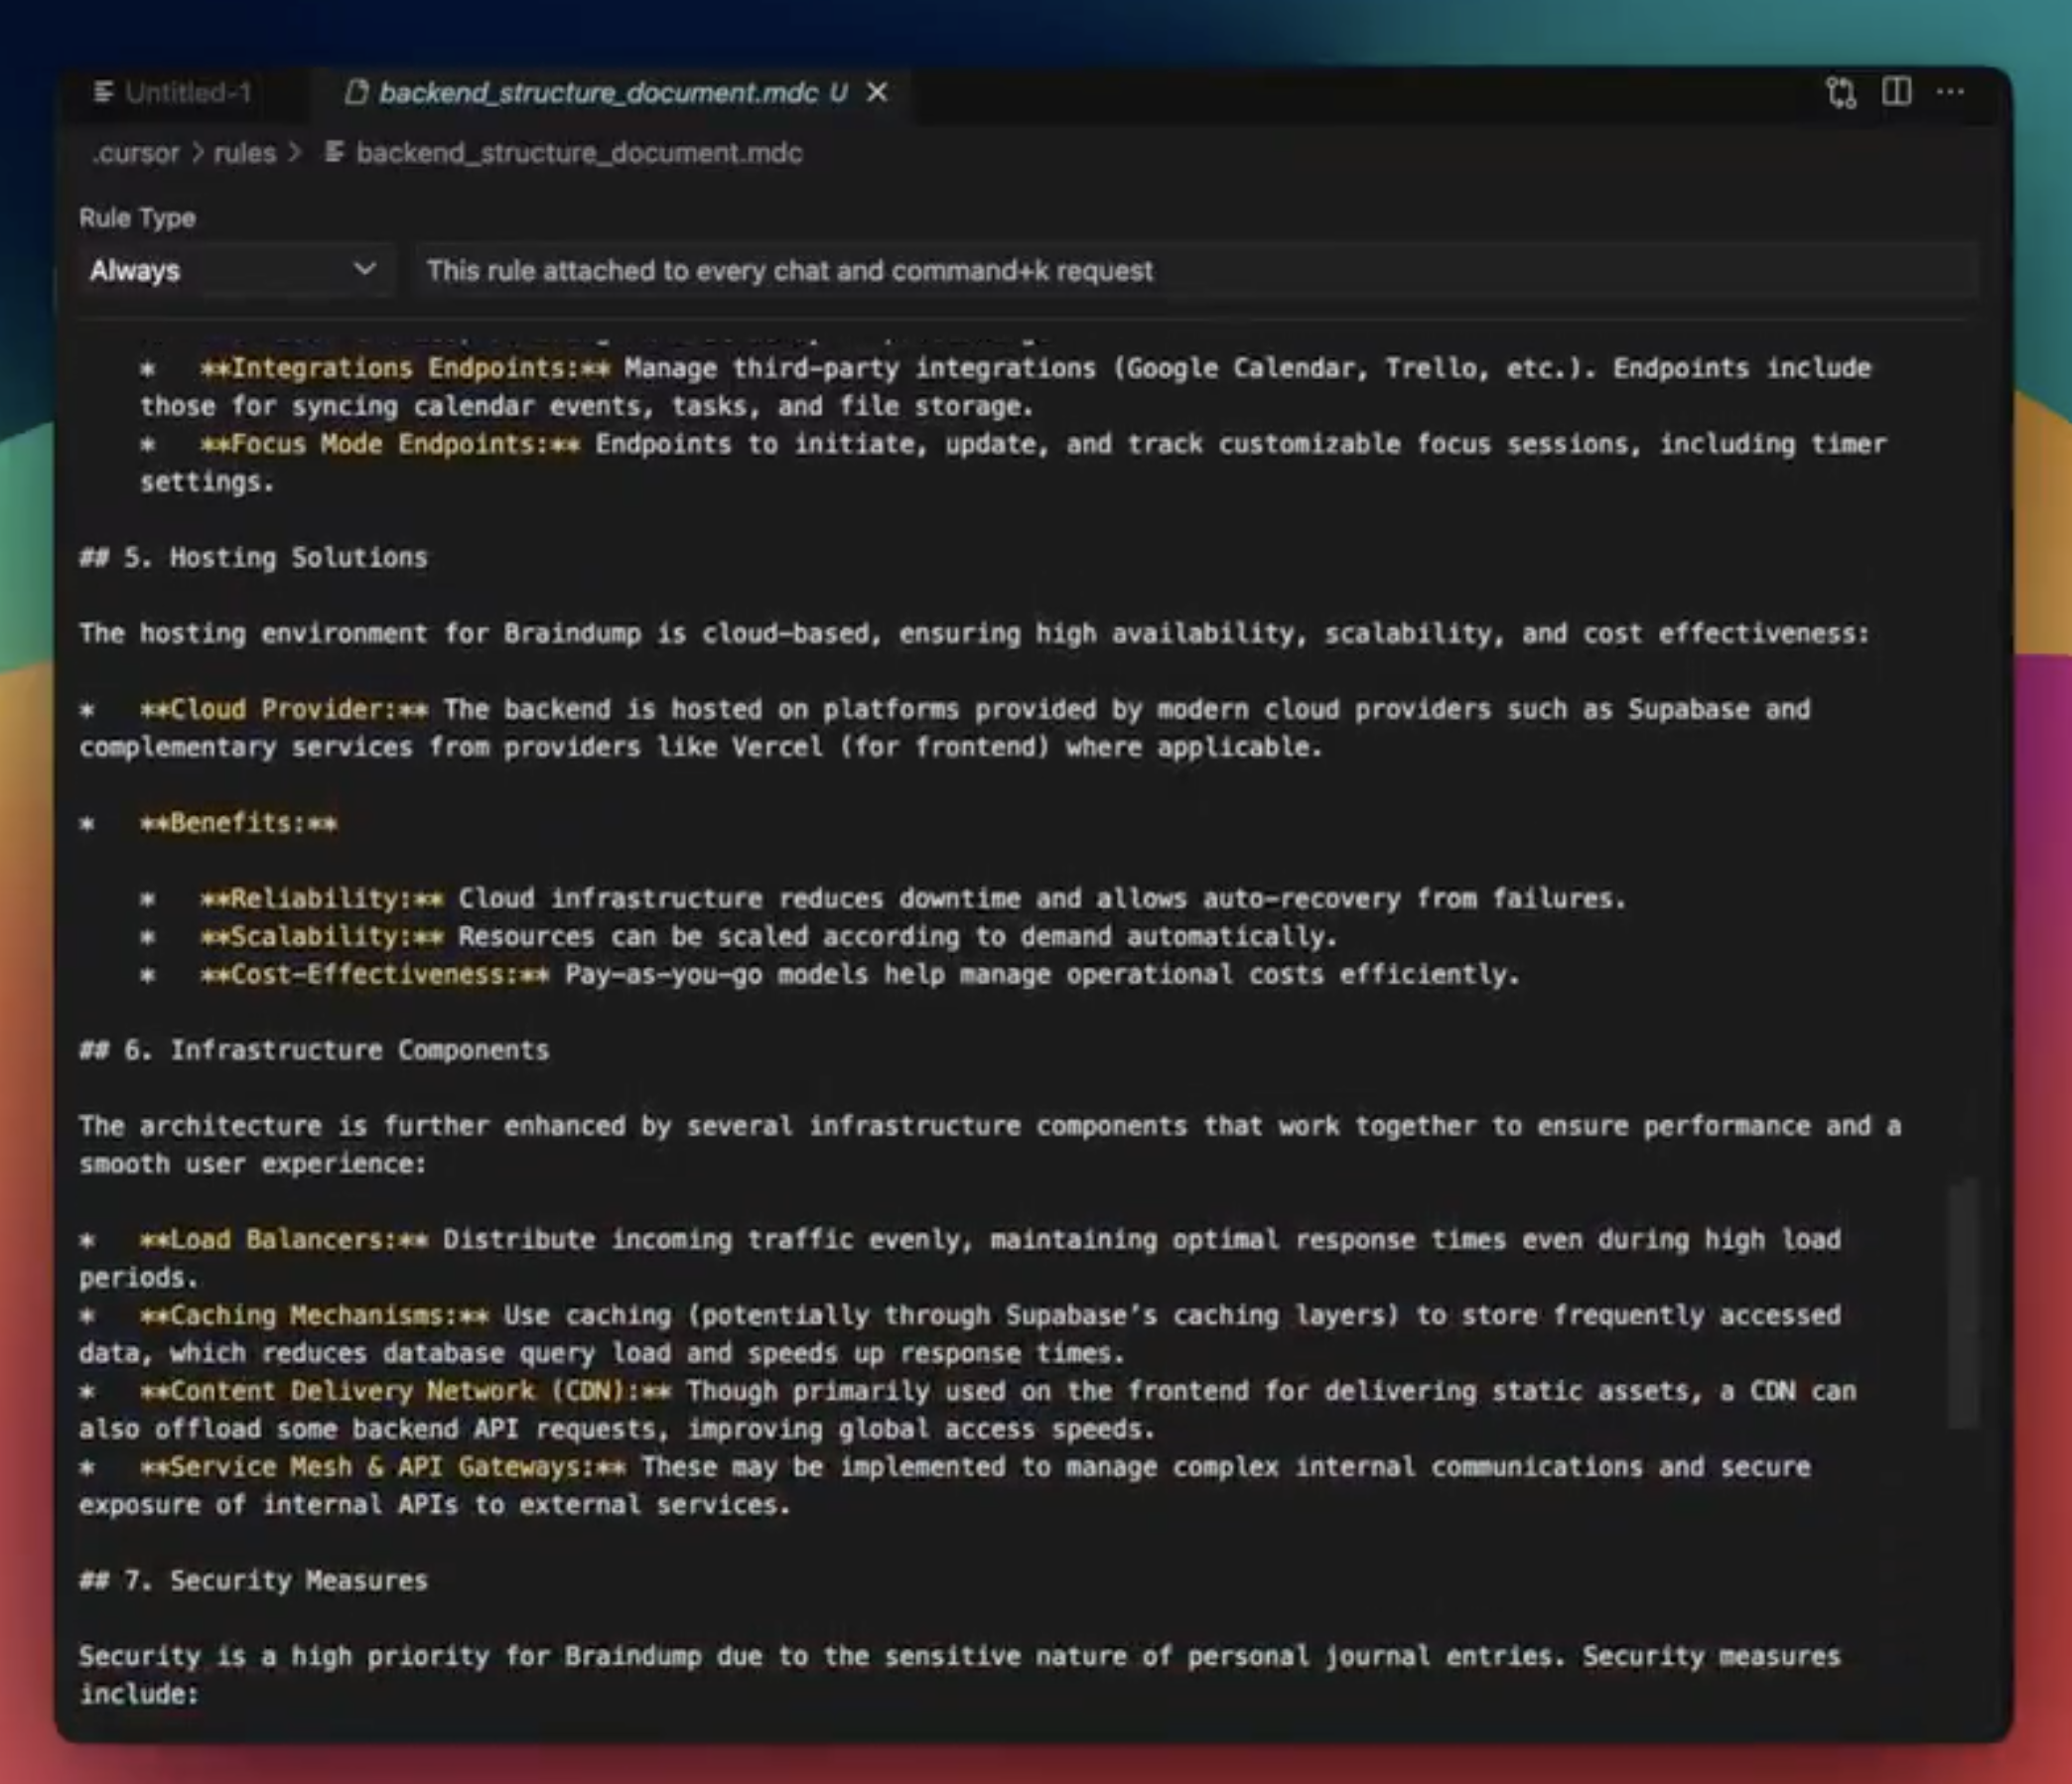 Untitled-1
backend_structure_document.mdc U
.cursor > rules > backend_structure_document.mdc
Rule Type
Always
This rule attached to every chat and command+k request
*   **Integrations Endpoints:** Manage third-party integrations (Google Calendar, Trello, etc.). Endpoints include
those for syncing calendar events, tasks, and file storage.
*   **Focus Mode Endpoints:** Endpoints to initiate, update, and track customizable focus sessions, including timer
settings.
## 5. Hosting Solutions
The hosting environment for Braindump is cloud-based, ensuring high availability, scalability, and cost effectiveness:
*   **Cloud Provider:** The backend is hosted on platforms provided by modern cloud providers such as Supabase and
complementary services from providers like Vercel (for frontend) where applicable.
*   **Benefits:**
*   **Reliability:** Cloud infrastructure reduces downtime and allows auto-recovery from failures.
*   **Scalability:** Resources can be scaled according to demand automatically.
*   **Cost-Effectiveness:** Pay-as-you-go models help manage operational costs efficiently.
## 6. Infrastructure Components
The architecture is further enhanced by several infrastructure components that work together to ensure performance and a
smooth user experience:
*   **Load Balancers:** Distribute incoming traffic evenly, maintaining optimal response times even during high load
periods.
*   **Caching Mechanisms:** Use caching (potentially through Supabase’s caching layers) to store frequently accessed
data, which reduces database query load and speeds up response times.
*   **Content Delivery Network (CDN):** Though primarily used on the frontend for delivering static assets, a CDN can
also offload some backend API requests, improving global access speeds.
*   **Service Mesh & API Gateways:** These may be implemented to manage complex internal communications and secure
exposure of internal APIs to external services.
## 7. Security Measures
Security is a high priority for Braindump due to the sensitive nature of personal journal entries. Security measures
include: